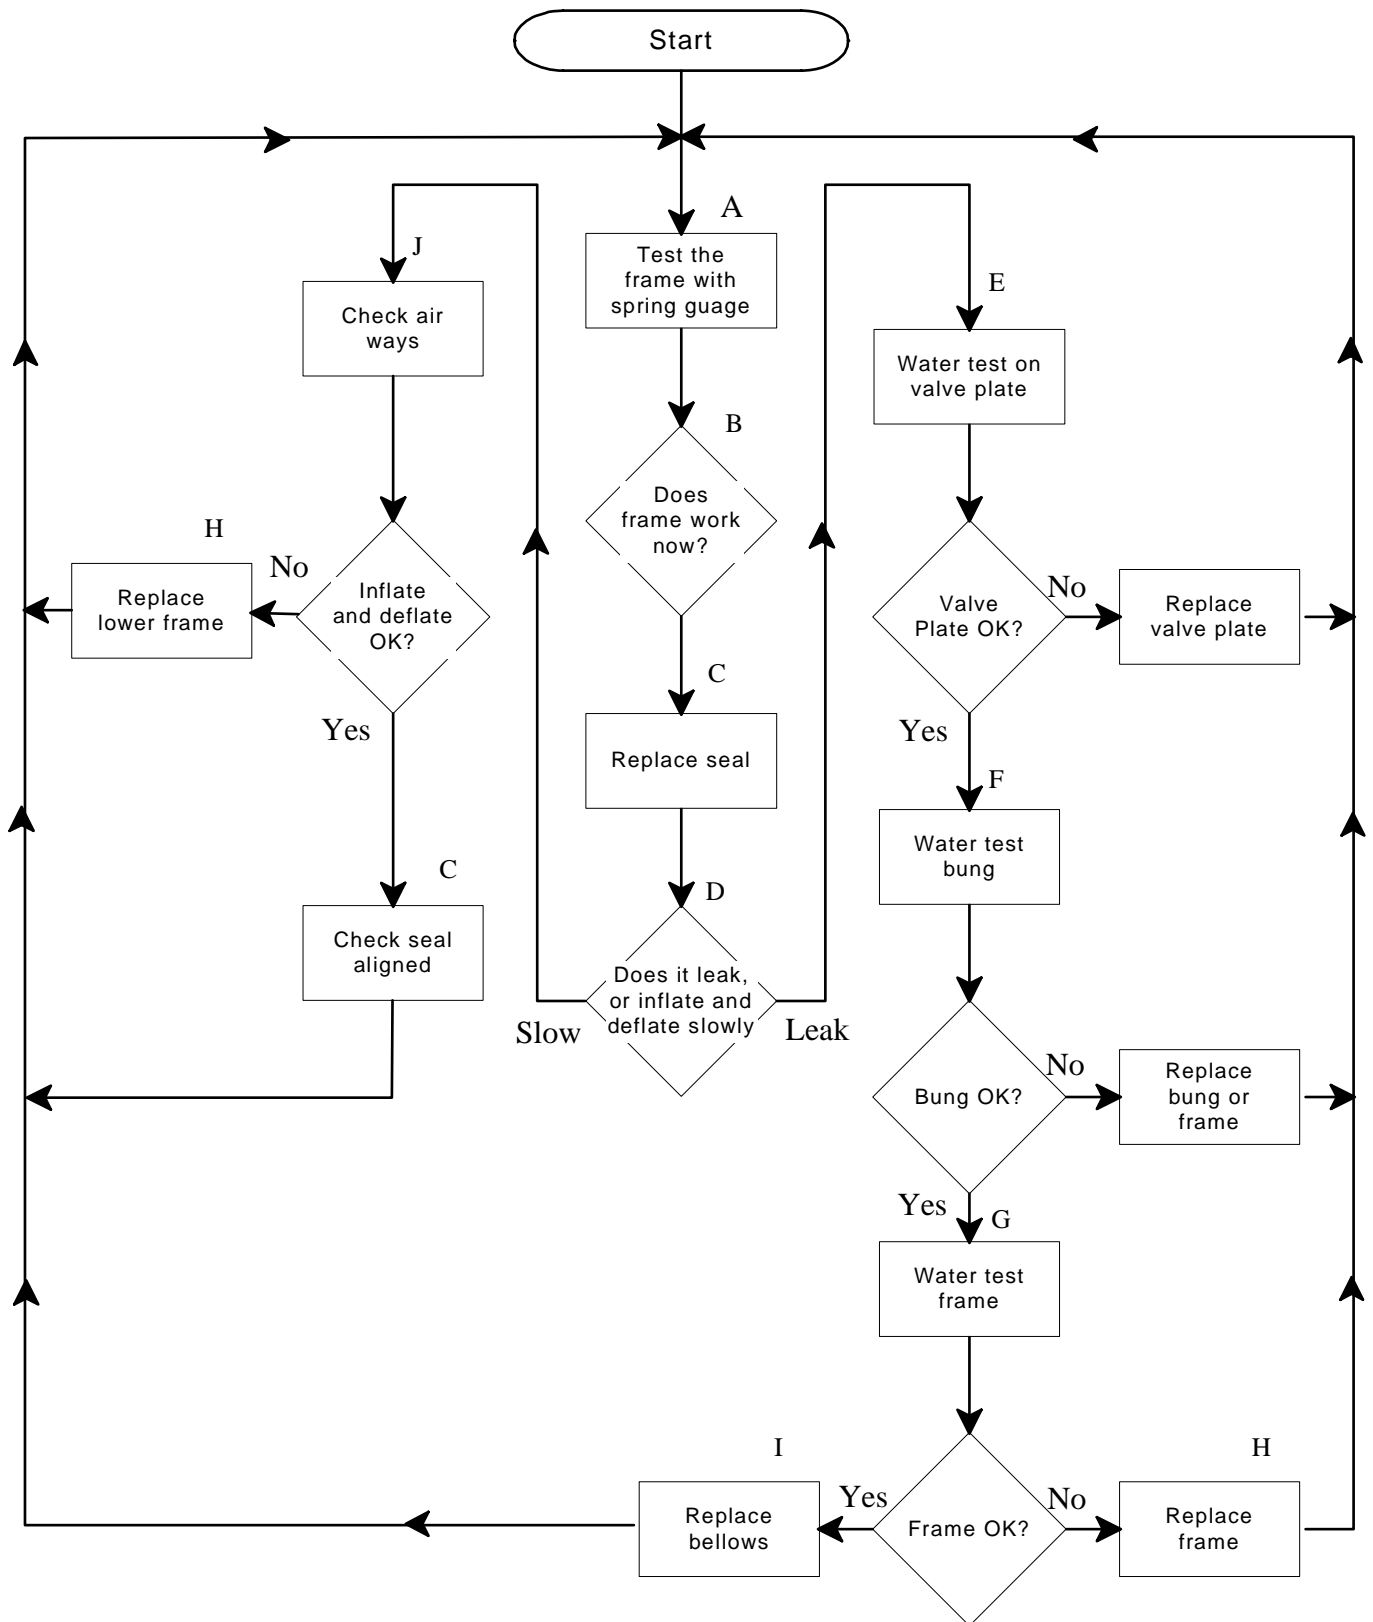 Start
A
Test the
frame with
spring guage
J
Check air
ways
E
Water test on
valve plate
B
Does
frame work
now?
H
No
Replace
lower frame
Inflate
and deflate
OK?
Yes
Valve
Plate OK?
No
Replace
valve plate
Yes
C
Replace seal
F
Water test
bung
C
Check seal
aligned
D
Does it leak,
or inflate and
deflate slowly
Slow
Leak
Bung OK?
No
Replace
bung or
frame
Yes
G
Water test
frame
I
Replace
bellows
Yes
Frame OK?
No
H
Replace
frame